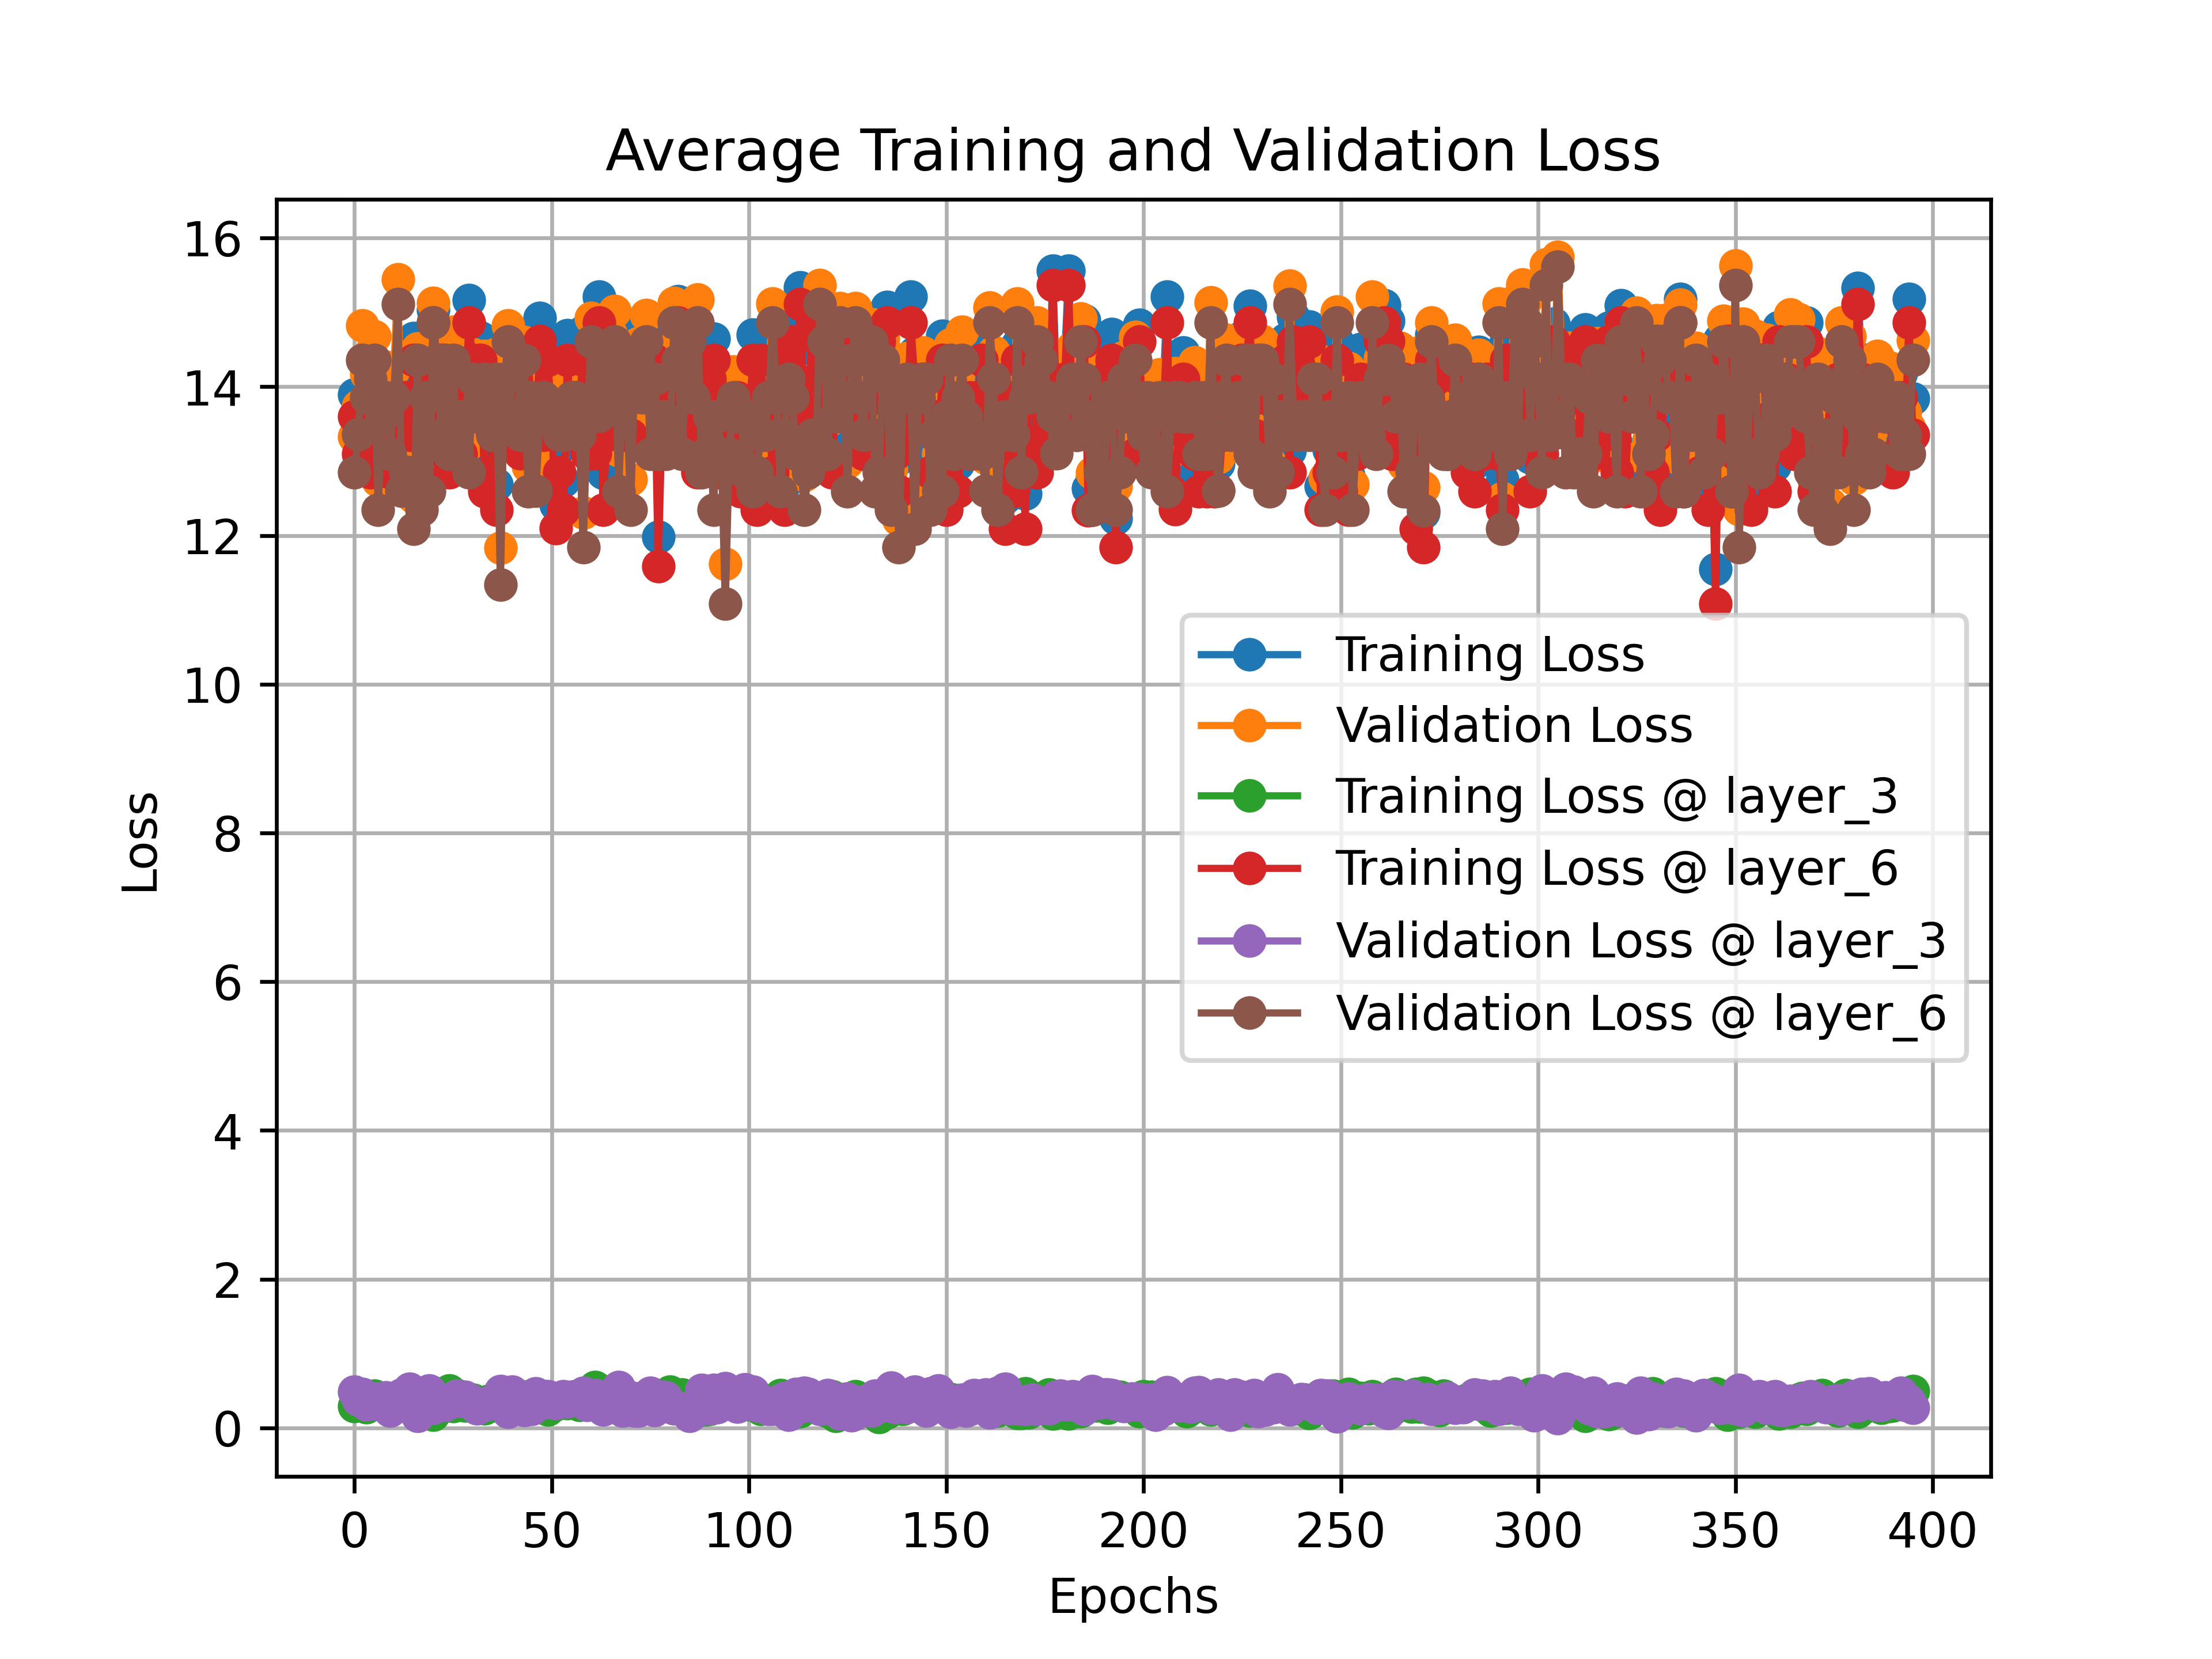 Average Training and Validation Loss
16
14
12
10
8
6
4
2
0
Loss
Training Loss
Validation Loss
Training Loss @ layer_3
Training Loss @ layer_6
Validation Loss @ layer_3
Validation Loss @ layer_6
0 50 100 150 200 250 300 350 400
Epochs